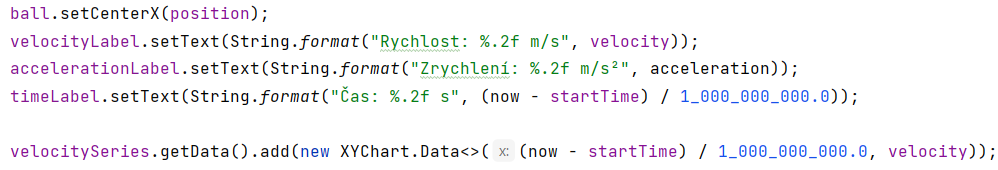 ball.setCenterX(position);
velocityLabel.setText(String.format("Rychlost: %.2f m/s", velocity));
accelerationLabel.setText(String.format("Zrychlení: %.2f m/s²", acceleration));
timeLabel.setText(String.format("Čas: %.2f s", (now - startTime) / 1_000_000_000.0));
velocitySeries.getData().add(new XYChart.Data<>( x: (now - startTime) / 1_000_000_000.0, velocity));